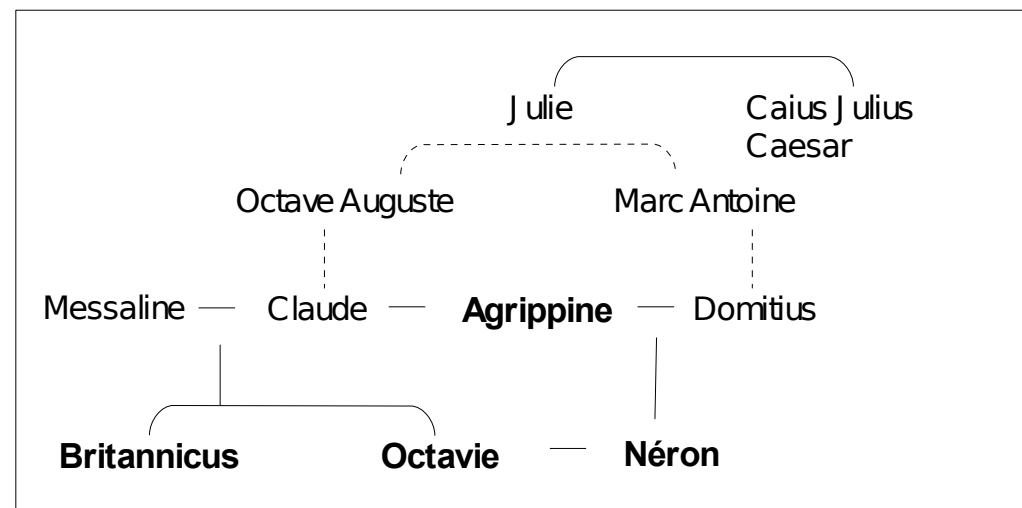 Julie
Caius Julius
Caesar
Octave Auguste
Marc Antoine
Messaline
Claude
Agrippine
Domitius
Britannicus
Octavie
Néron